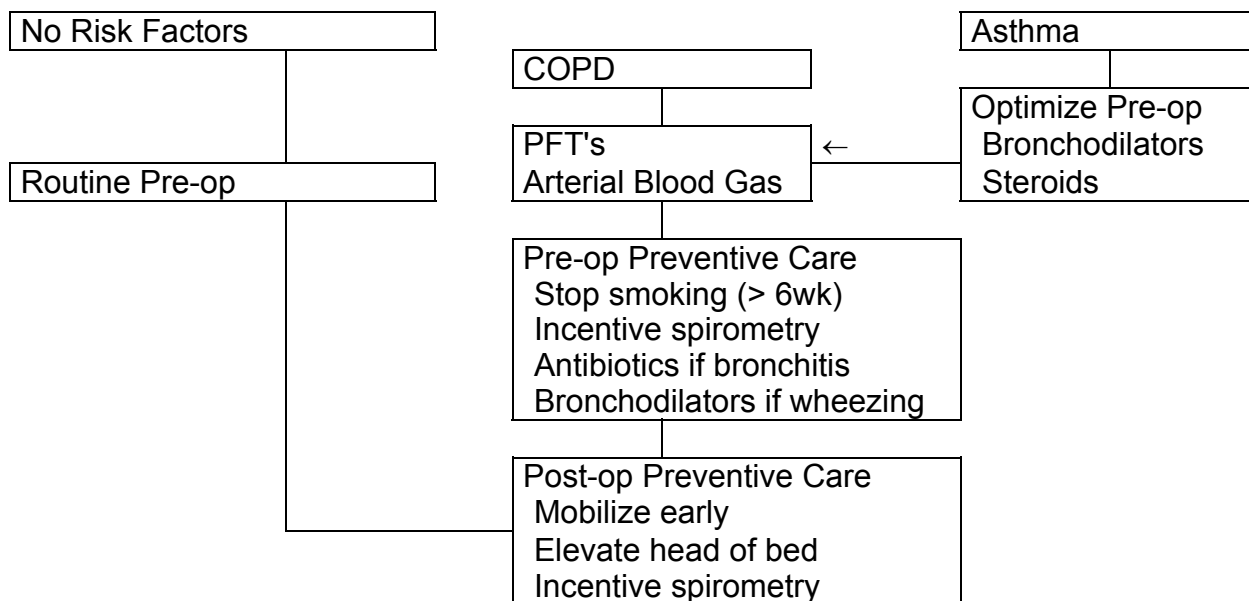 No Risk Factors
Asthma
COPD
Optimize Pre-op
Bronchodilators
Steroids
PFT's
←
Arterial Blood Gas
Routine Pre-op
Pre-op Preventive Care
Stop smoking (> 6wk)
Incentive spirometry
Antibiotics if bronchitis
Bronchodilators if wheezing
Post-op Preventive Care
Mobilize early
Elevate head of bed
Incentive spirometry